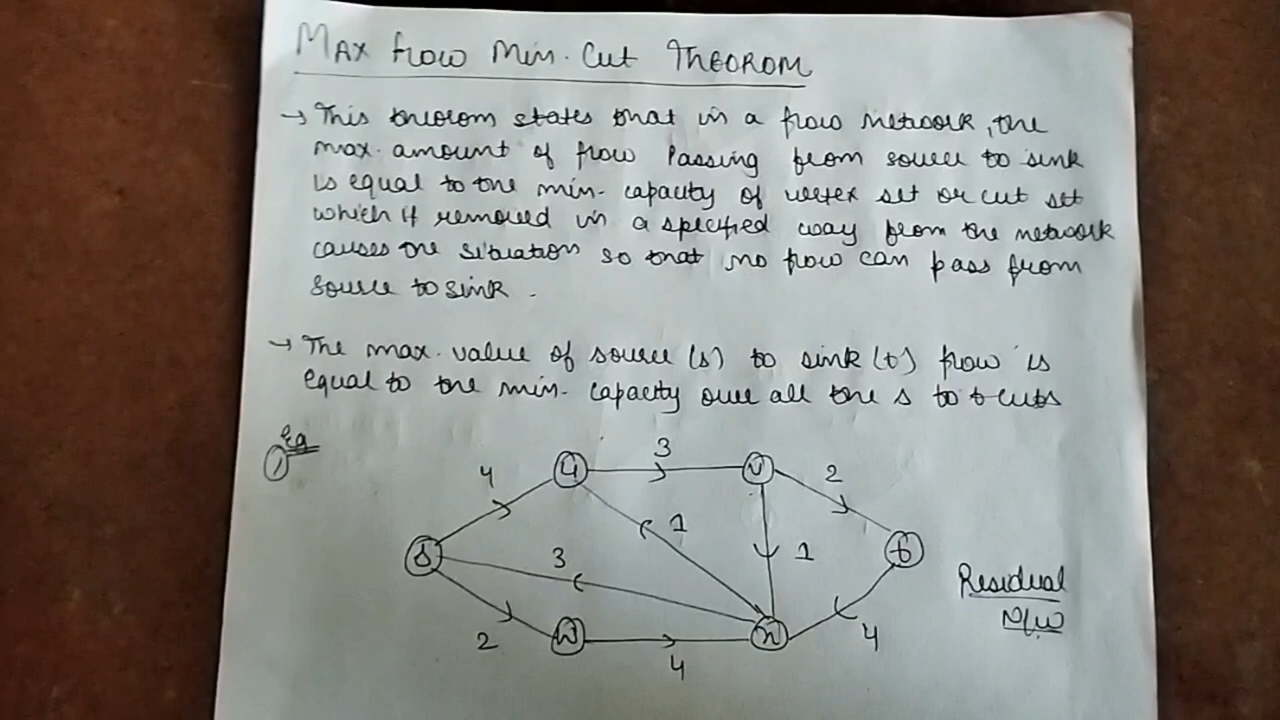 MAX flow Min. Cut THEOROM
→ This theorom states that in a flow network, the
max. amount of flow Passing from source to sink
is equal to the min. capacity of vertex set or cut set
which if removed in a specified way from the network
causes the situation so that no flow can pass from
source to sink.
→ The max. value of source (s) to sink (t) flow is
equal to the min. capacity over all the s to t cuts
Eg
1)
4
u
3
v
2
1
1
s
3
t
Residual
N/W
2
w
4
x
4